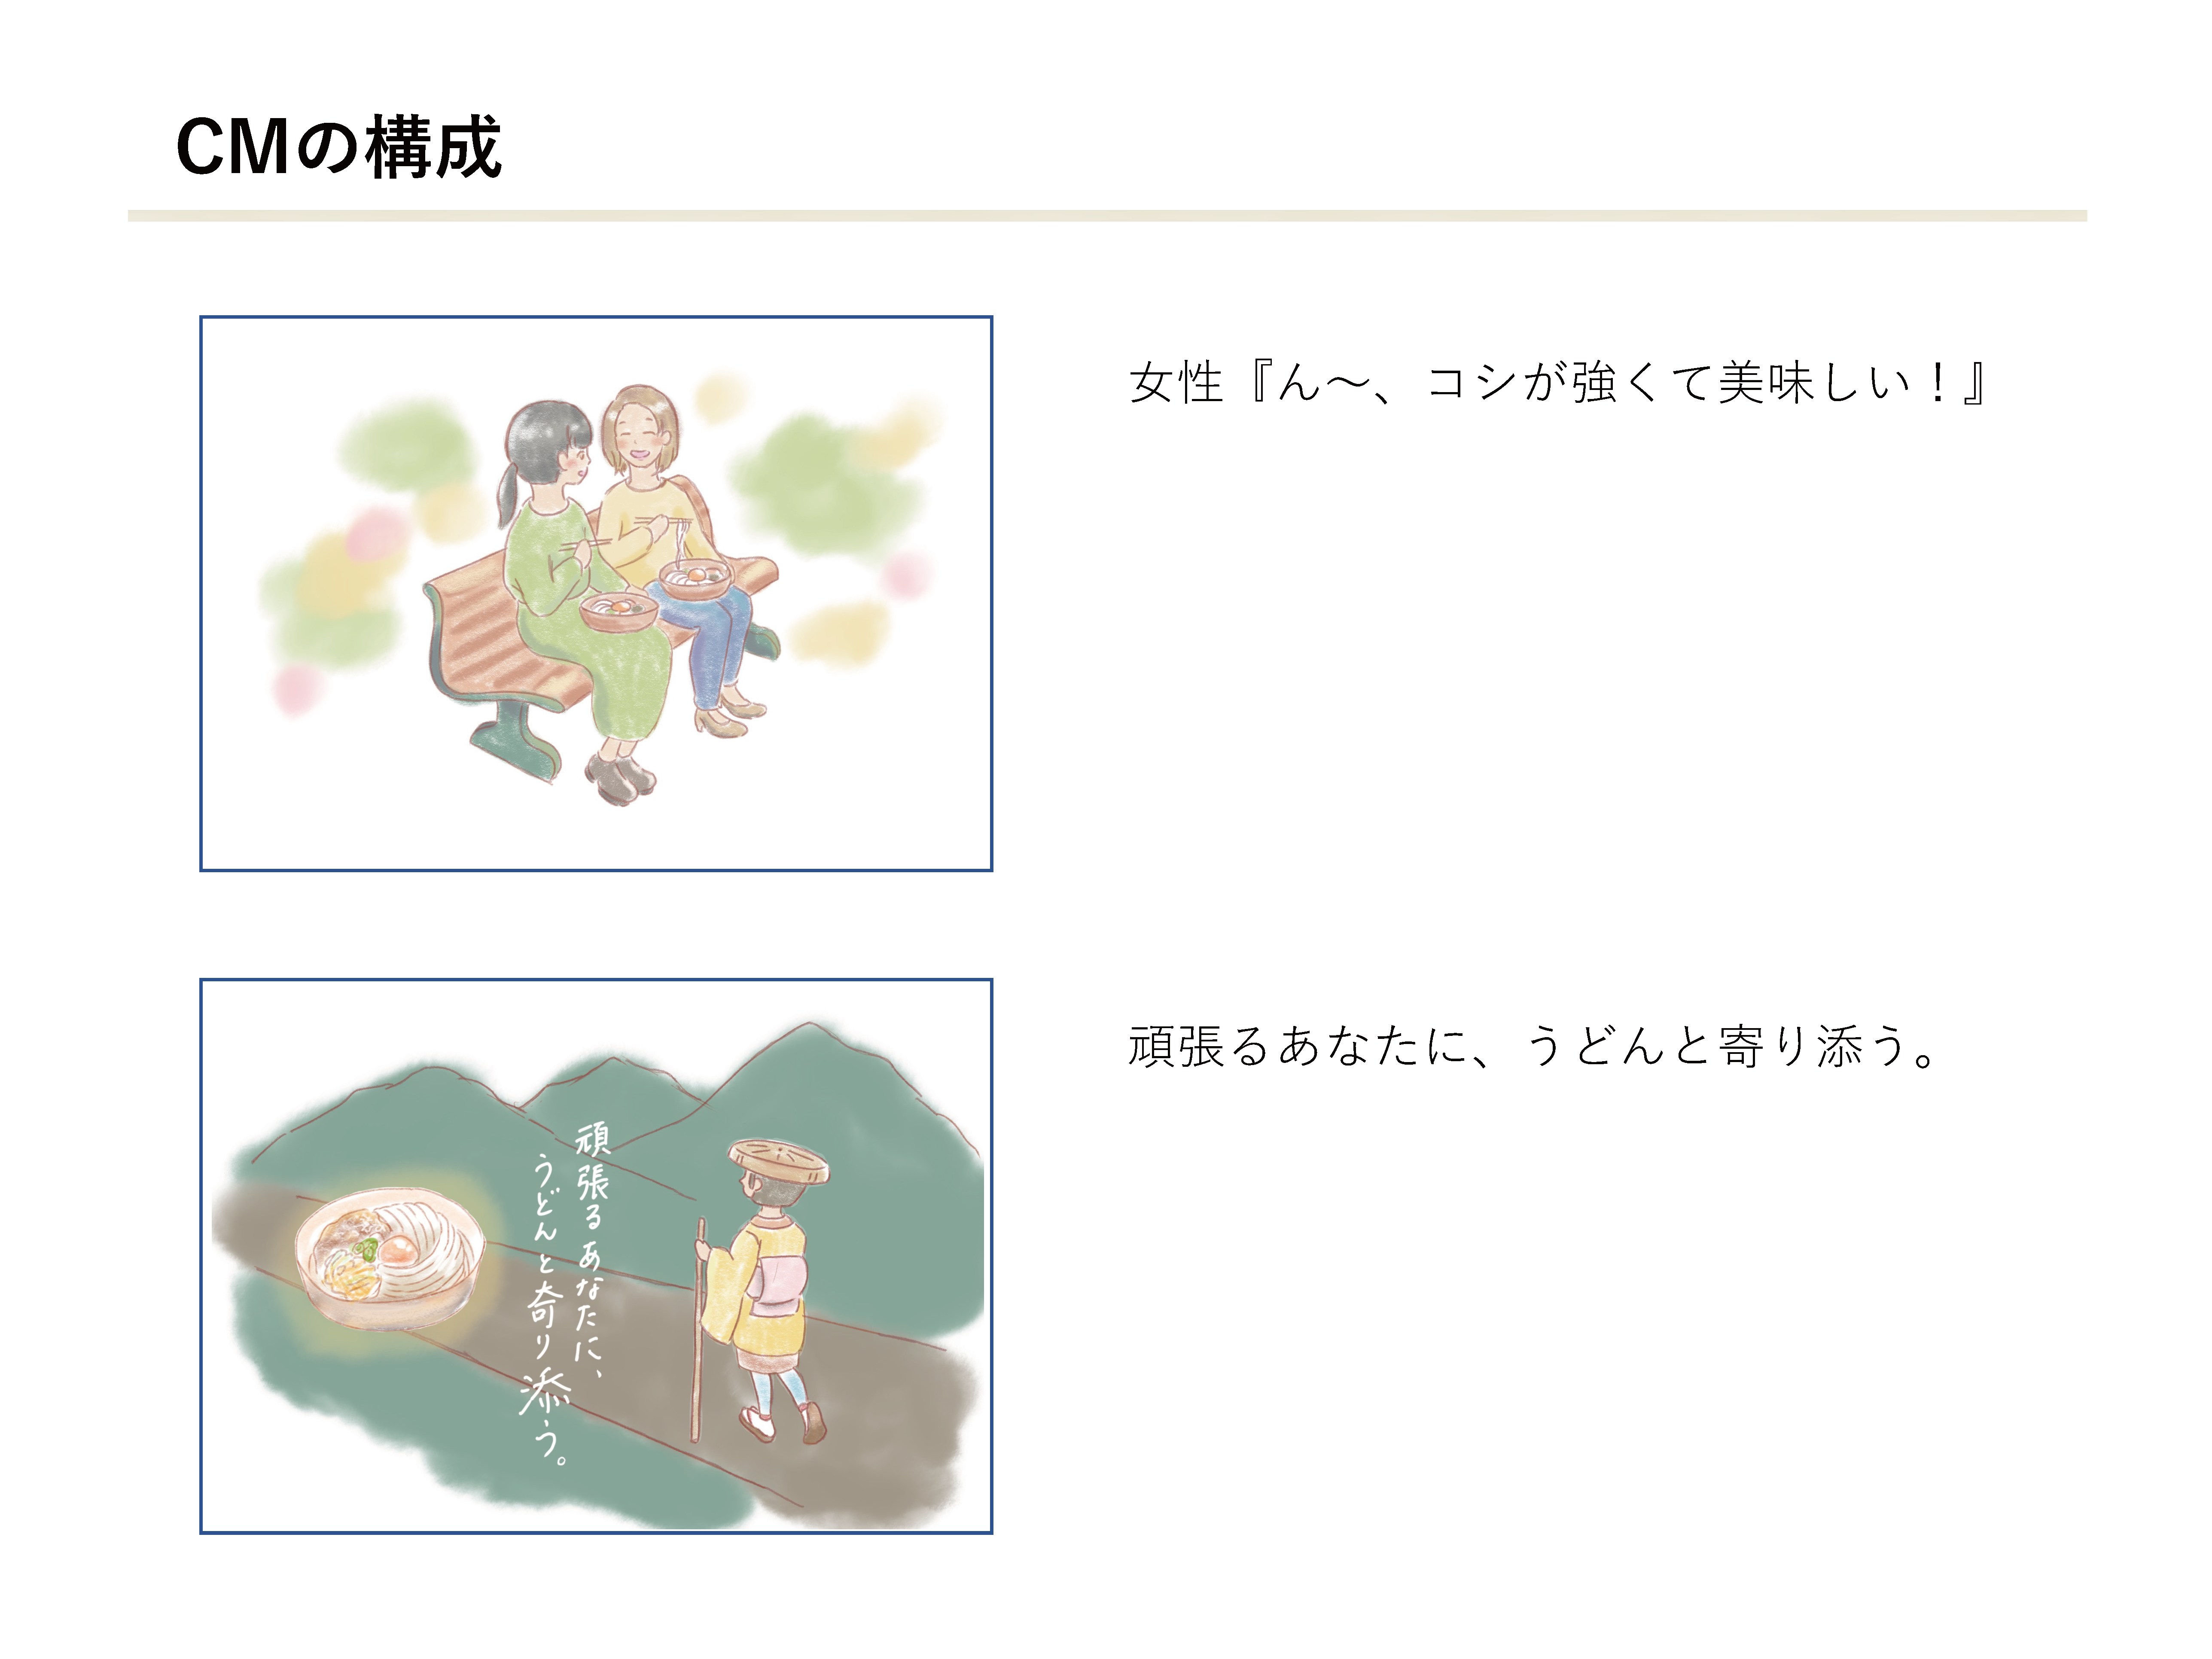 CMの構成
女性『ん～、コシが強くて美味しい！』
頑張るあなたに、うどんと寄り添う。
頑張るあなたに、
うどんと寄り添う。